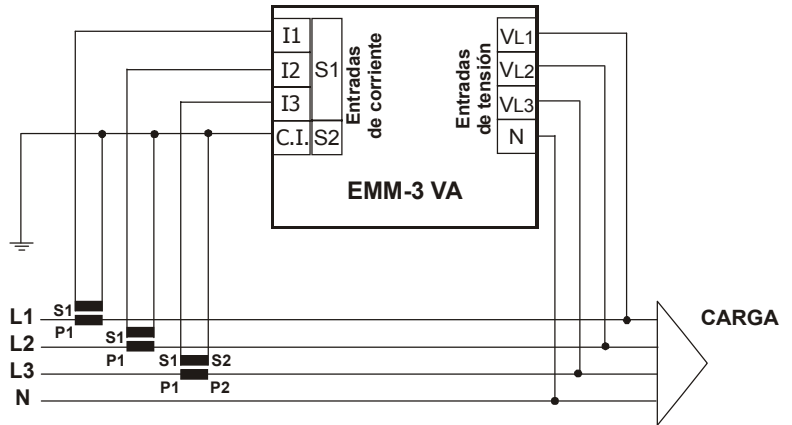 I1
I2
I3
C.I.
S1
S2
Entradas
de corriente
Entradas
de tensión
VL1
VL2
VL3
N
EMM-3 VA
L1
S1
P1
L2
S1
P1
L3
S1
S2
P1
P2
N
CARGA